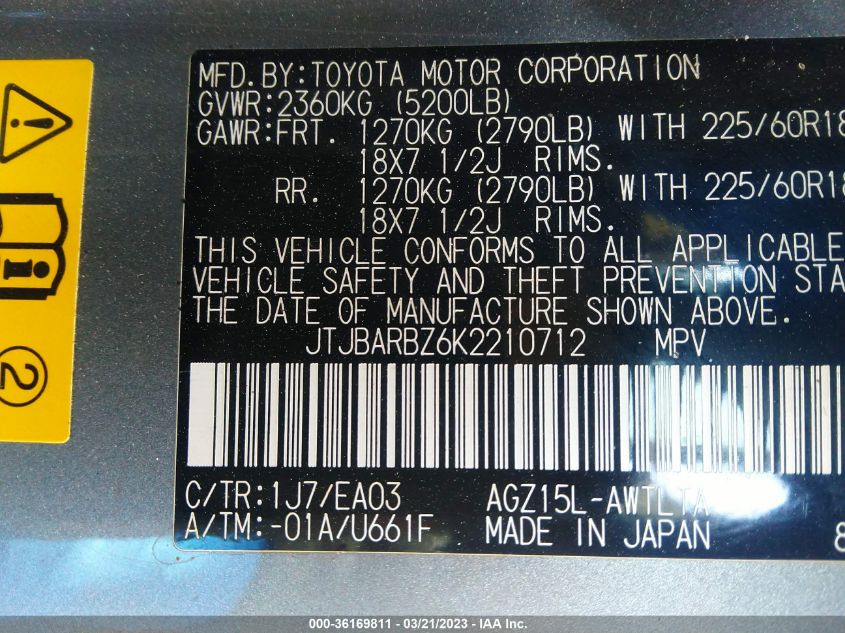 MFD.BY:TOYOTA MOTOR CORPORATION
GVWR:2360KG (5200LB)
GAWR:FRT. 1270KG (2790LB) WITH 225/60R18
18X7 1/2J RIMS.
RR. 1270KG (2790LB) WITH 225/60R18
18X7 1/2J RIMS.
THIS VEHICLE CONFORMS TO ALL APPLICABLE
VEHICLE SAFETY AND THEFT PREVENTION STA
THE DATE OF MANUFACTURE SHOWN ABOVE.
JTJBARBZ6K2210712 MPV
2
C/TR:1J7/EA03 AGZ15L-AWTLTA
A/TM:-01A/U661F MADE IN JAPAN 8
000-36169811 - 03/21/2023 - IAA Inc.